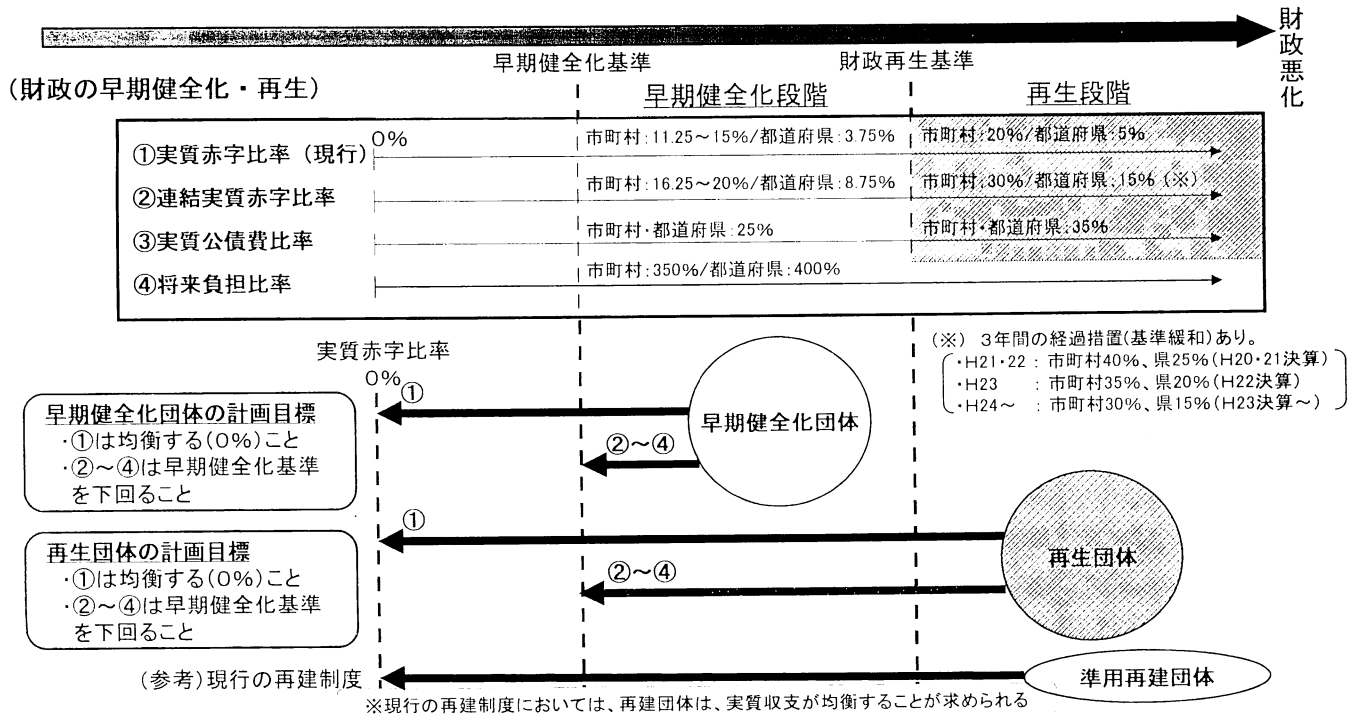 財政悪化
早期健全化基準
財政再生基準
(財政の早期健全化・再生)
早期健全化段階
再生段階
0%
①実質赤字比率(現行)
市町村:11.25~15%/都道府県:3.75%
市町村:20%/都道府県:5%
②連結実質赤字比率
市町村:16.25~20%/都道府県:8.75%
市町村:30%/都道府県:15% (※)
③実質公債費比率
市町村・都道府県:25%
市町村・都道府県:35%
④将来負担比率
市町村:350%/都道府県:400%
(※) 3年間の経過措置(基準緩和)あり。
・H21・22 : 市町村40%、県25%(H20・21決算)
・H23 : 市町村35%、県20%(H22決算)
・H24~ : 市町村30%、県15%(H23決算~)
実質赤字比率
0%
①
早期健全化団体の計画目標
・①は均衡する(0%)こと
・②~④は早期健全化基準
を下回ること
早期健全化団体
②~④
①
再生団体の計画目標
・①は均衡する(0%)こと
・②~④は早期健全化基準
を下回ること
再生団体
②~④
(参考)現行の再建制度
準用再建団体
※現行の再建制度においては、再建団体は、実質収支が均衡することが求められる